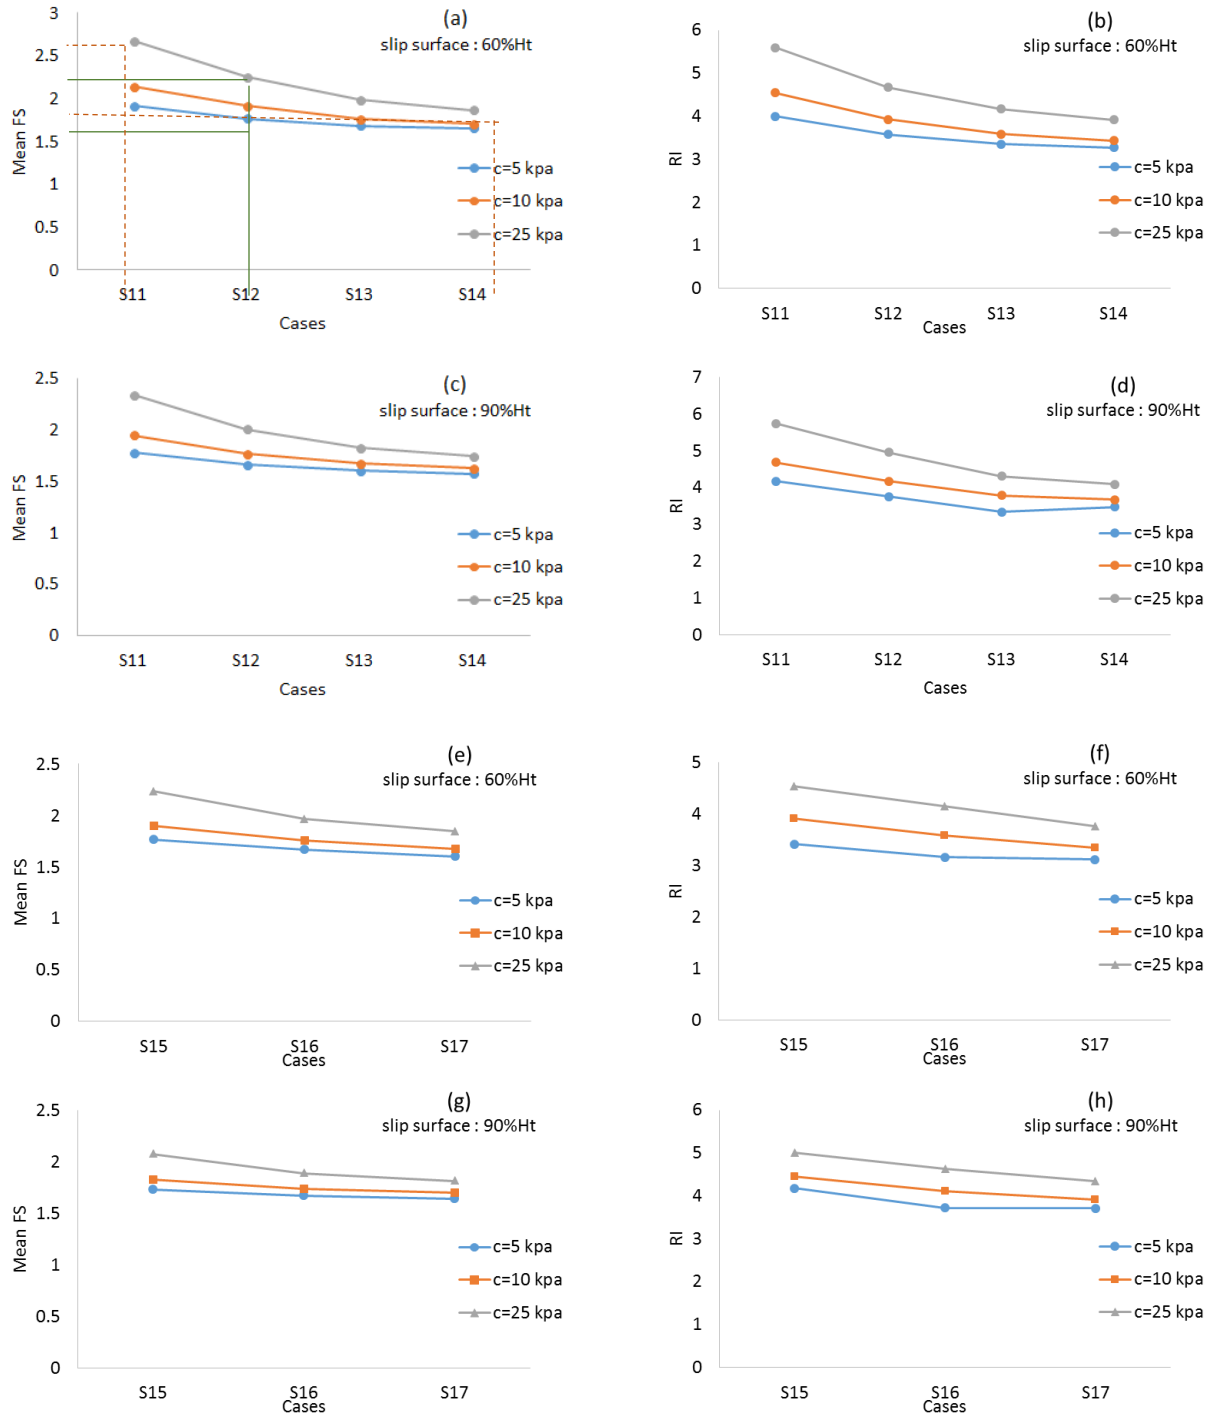 (a)
slip surface : 60%Ht
3
2.5
2
1.5
1
0.5
0
Mean FS
c=5 kpa
c=10 kpa
c=25 kpa
S11 S12 S13 S14
Cases
(b)
slip surface : 60%Ht
6
5
4
3
2
1
0
RI
c=5 kpa
c=10 kpa
c=25 kpa
S11 S12 S13 S14
Cases
(c)
slip surface : 90%Ht
2.5
2
1.5
1
0.5
0
Mean FS
c=5 kpa
c=10 kpa
c=25 kpa
S11 S12 S13 S14
Cases
(d)
slip surface : 90%Ht
7
6
5
4
3
2
1
0
RI
c=5 kpa
c=10 kpa
c=25 kpa
S11 S12 S13 S14
Cases
(e)
slip surface : 60%Ht
2.5
2
1.5
1
0.5
0
Mean FS
c=5 kpa
c=10 kpa
c=25 kpa
S15 S16 S17
Cases
(f)
slip surface : 60%Ht
5
4
3
2
1
0
RI
c=5 kpa
c=10 kpa
c=25 kpa
S15 S16 S17
Cases
(g)
slip surface : 90%Ht
2.5
2
1.5
1
0.5
0
Mean FS
c=5 kpa
c=10 kpa
c=25 kpa
S15 S16 S17
Cases
(h)
slip surface : 90%Ht
6
5
4
3
2
1
0
RI
c=5 kpa
c=10 kpa
c=25 kpa
S15 S16 S17
Cases